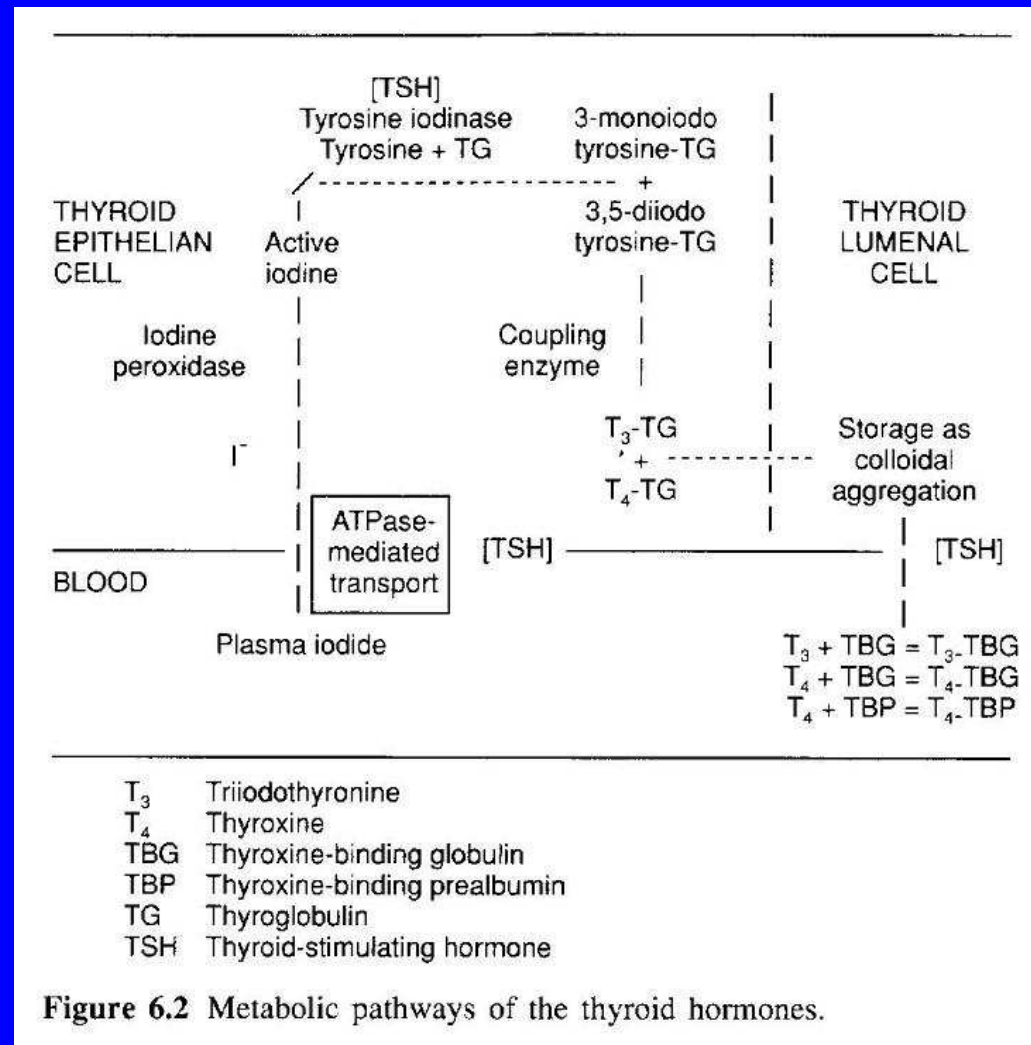 [TSH]
Tyrosine iodinase
Tyrosine + TG
3-monoiodo
tyrosine-TG
+
3,5-diiodo
tyrosine-TG
THYROID
EPITHELIAN
CELL
Active
iodine
THYROID
LUMENAL
CELL
Iodine
peroxidase
Coupling
enzyme
I⁻
T₃-TG
' +
T₄-TG
Storage as
colloidal
aggregation
ATPase-
mediated
transport
[TSH]
[TSH]
BLOOD
Plasma iodide
T₃ + TBG = T₃-TBG
T₄ + TBG = T₄-TBG
T₄ + TBP = T₄-TBP
T₃ Triiodothyronine
T₄ Thyroxine
TBG Thyroxine-binding globulin
TBP Thyroxine-binding prealbumin
TG Thyroglobulin
TSH Thyroid-stimulating hormone
Figure 6.2 Metabolic pathways of the thyroid hormones.